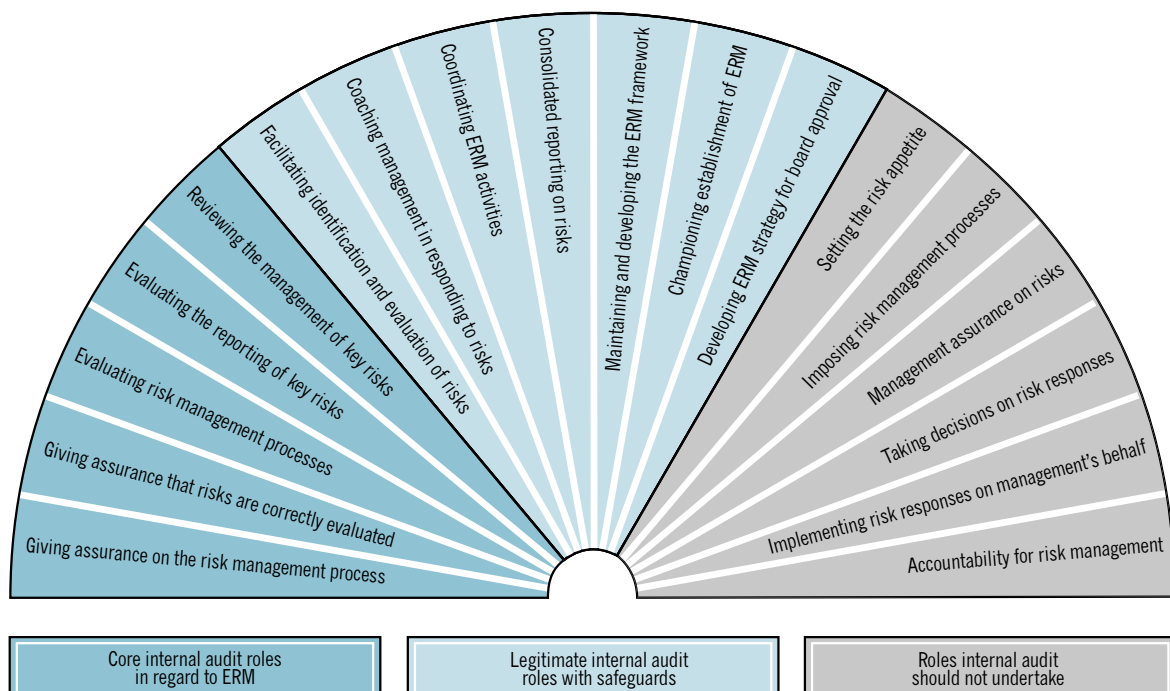 Giving assurance on the risk management process
Giving assurance that risks are correctly evaluated
Evaluating risk management processes
Evaluating the reporting of key risks
Reviewing the management of key risks
Facilitating identification and evaluation of risks
Coaching management in responding to risks
Coordinating ERM activities
Consolidated reporting on risks
Maintaining and developing the ERM framework
Championing establishment of ERM
Developing ERM strategy for board approval
Setting the risk appetite
Imposing risk management processes
Management assurance on risks
Taking decisions on risk responses
Implementing risk responses on management's behalf
Accountability for risk management
Core internal audit roles
in regard to ERM
Legitimate internal audit
roles with safeguards
Roles internal audit
should not undertake